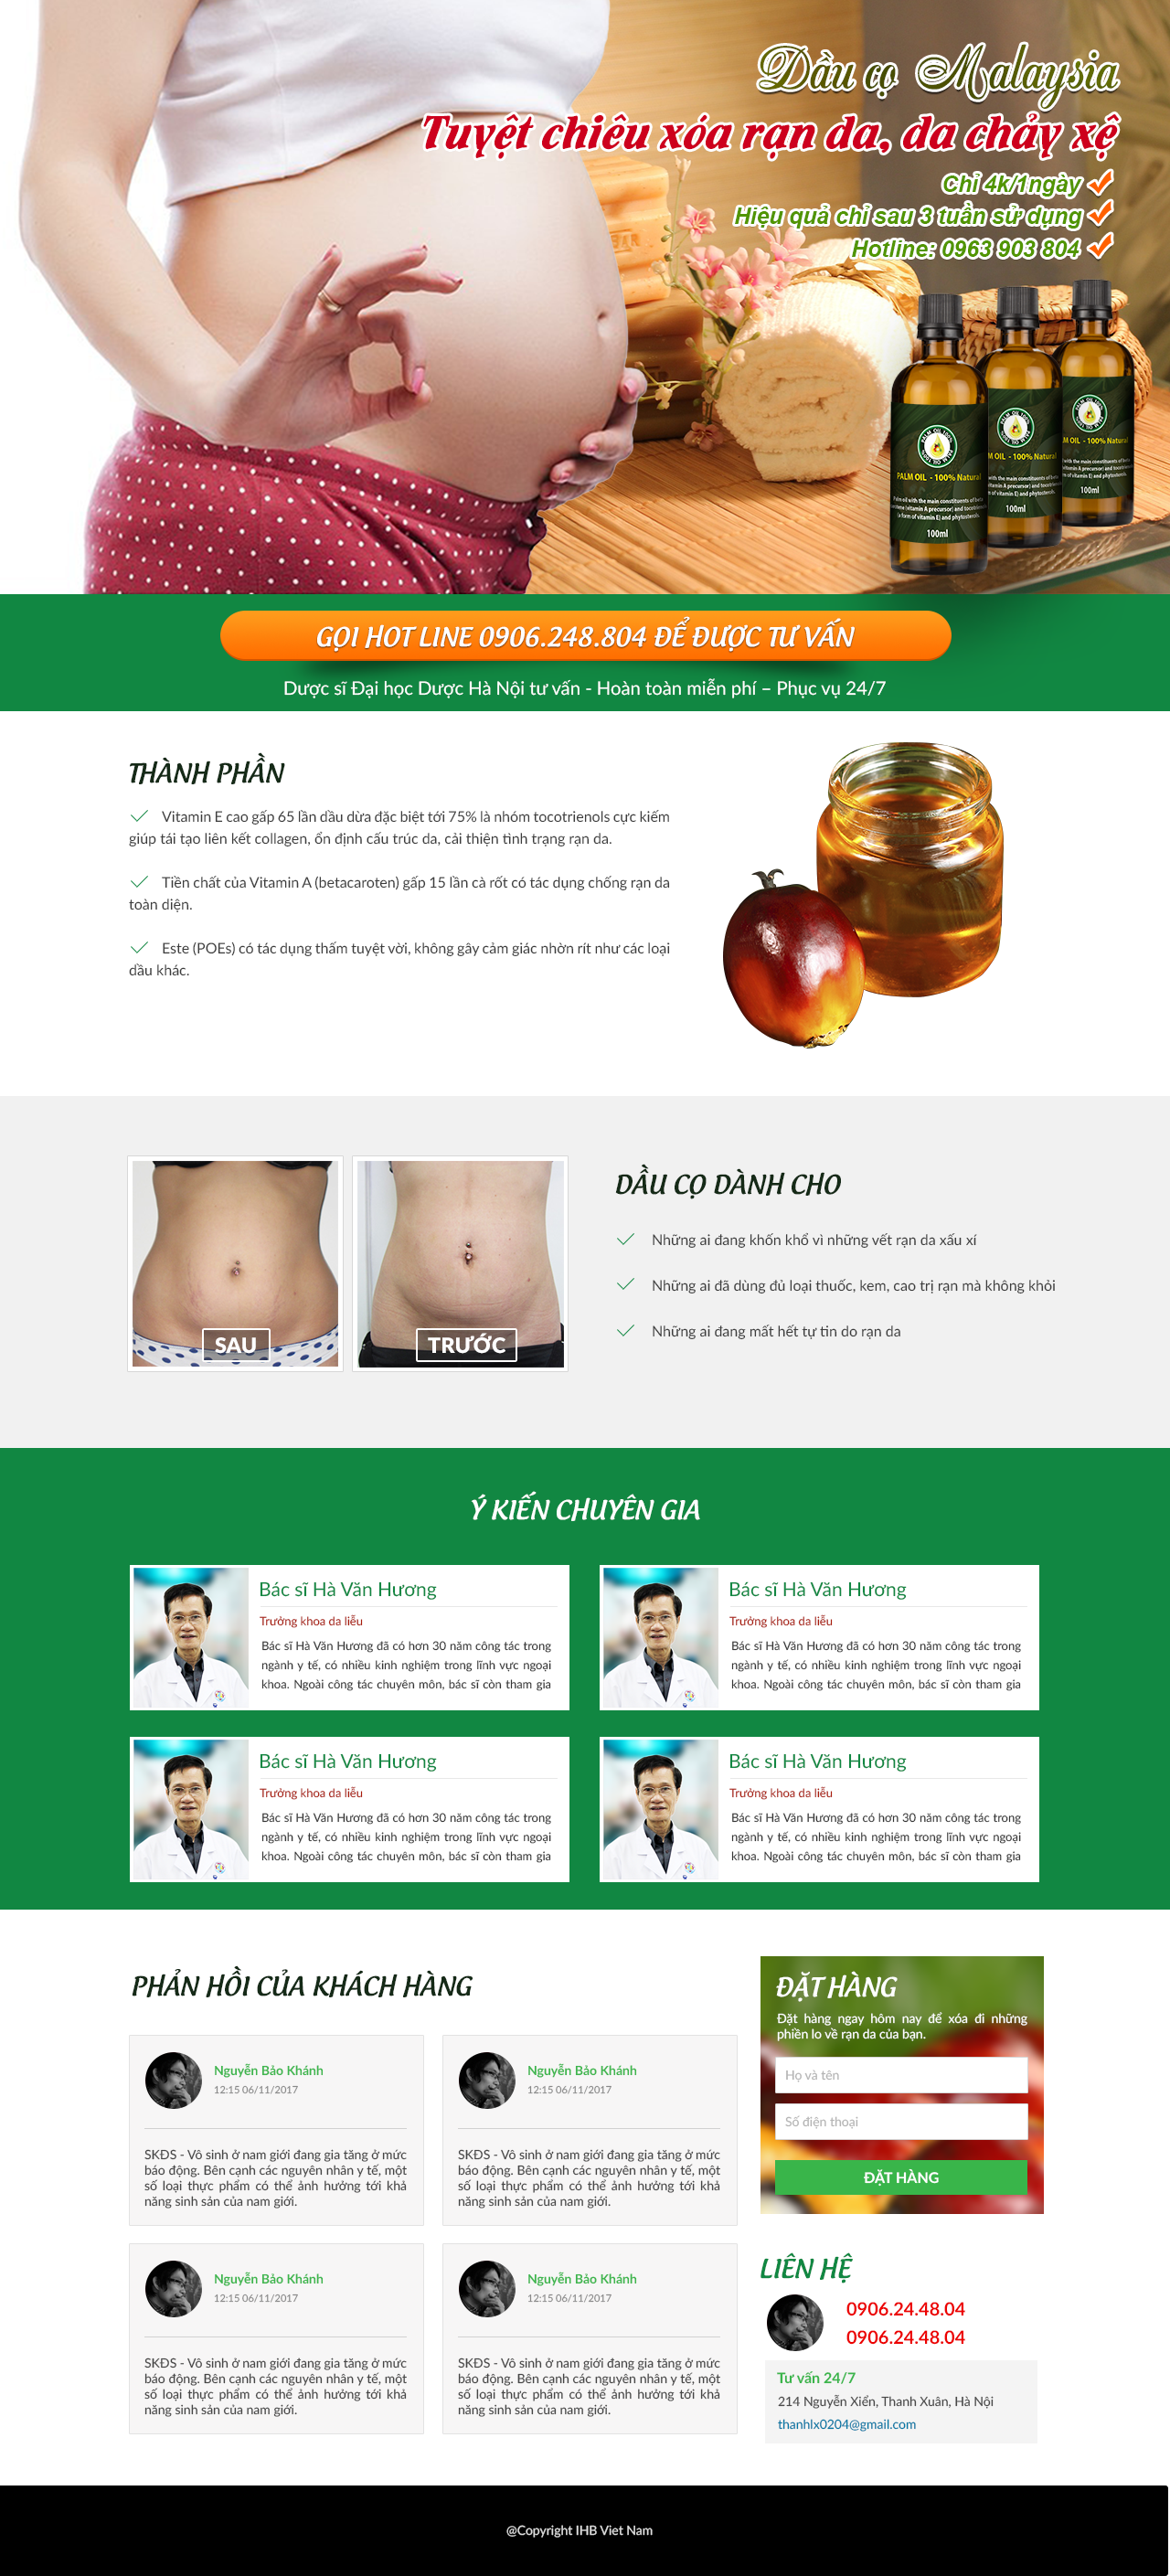 Dầu cọ Malaysia
Tuyệt chiêu xóa rạn da, da chảy xệ
Chỉ 4k/1ngày
Hiệu quả chỉ sau 3 tuần sử dụng
Hotline: 0963 903 804
PALM OIL 100%
PALM OIL - 100% Natural
100ml
PALM OIL - 100% Natural
100ml
PALM OIL - 100% Natural
100ml
GỌI HOT LINE 0906.248.804 ĐỂ ĐƯỢC TƯ VẤN
Dược sĩ Đại học Dược Hà Nội tư vấn - Hoàn toàn miễn phí – Phục vụ 24/7
THÀNH PHẦN
Vitamin E cao gấp 65 lần dầu dừa đặc biệt tới 75% là nhóm tocotrienols cực kiếm
giúp tái tạo liên kết collagen, ổn định cấu trúc da, cải thiện tình trạng rạn da.
Tiền chất của Vitamin A (betacaroten) gấp 15 lần cà rốt có tác dụng chống rạn da
toàn diện.
Este (POEs) có tác dụng thấm tuyệt vời, không gây cảm giác nhờn rít như các loại
dầu khác.
SAU
TRƯỚC
DẦU CỌ DÀNH CHO
Những ai đang khốn khổ vì những vết rạn da xấu xí
Những ai đã dùng đủ loại thuốc, kem, cao trị rạn mà không khỏi
Những ai đang mất hết tự tin do rạn da
Ý KIẾN CHUYÊN GIA
Bác sĩ Hà Văn Hương
Trưởng khoa da liễu
Bác sĩ Hà Văn Hương đã có hơn 30 năm công tác trong
ngành y tế, có nhiều kinh nghiệm trong lĩnh vực ngoại
khoa. Ngoài công tác chuyên môn, bác sĩ còn tham gia
Bác sĩ Hà Văn Hương
Trưởng khoa da liễu
Bác sĩ Hà Văn Hương đã có hơn 30 năm công tác trong
ngành y tế, có nhiều kinh nghiệm trong lĩnh vực ngoại
khoa. Ngoài công tác chuyên môn, bác sĩ còn tham gia
Bác sĩ Hà Văn Hương
Trưởng khoa da liễu
Bác sĩ Hà Văn Hương đã có hơn 30 năm công tác trong
ngành y tế, có nhiều kinh nghiệm trong lĩnh vực ngoại
khoa. Ngoài công tác chuyên môn, bác sĩ còn tham gia
Bác sĩ Hà Văn Hương
Trưởng khoa da liễu
Bác sĩ Hà Văn Hương đã có hơn 30 năm công tác trong
ngành y tế, có nhiều kinh nghiệm trong lĩnh vực ngoại
khoa. Ngoài công tác chuyên môn, bác sĩ còn tham gia
PHẢN HỒI CỦA KHÁCH HÀNG
Nguyễn Bảo Khánh
12:15 06/11/2017
SKĐS - Vô sinh ở nam giới đang gia tăng ở mức
báo động. Bên cạnh các nguyên nhân y tế, một
số loại thực phẩm có thể ảnh hưởng tới khả
năng sinh sản của nam giới.
Nguyễn Bảo Khánh
12:15 06/11/2017
SKĐS - Vô sinh ở nam giới đang gia tăng ở mức
báo động. Bên cạnh các nguyên nhân y tế, một
số loại thực phẩm có thể ảnh hưởng tới khả
năng sinh sản của nam giới.
Nguyễn Bảo Khánh
12:15 06/11/2017
SKĐS - Vô sinh ở nam giới đang gia tăng ở mức
báo động. Bên cạnh các nguyên nhân y tế, một
số loại thực phẩm có thể ảnh hưởng tới khả
năng sinh sản của nam giới.
Nguyễn Bảo Khánh
12:15 06/11/2017
SKĐS - Vô sinh ở nam giới đang gia tăng ở mức
báo động. Bên cạnh các nguyên nhân y tế, một
số loại thực phẩm có thể ảnh hưởng tới khả
năng sinh sản của nam giới.
ĐẶT HÀNG
Đặt hàng ngay hôm nay để xóa đi những
phiền lo về rạn da của bạn.
Họ và tên
Số điện thoại
ĐẶT HÀNG
LIÊN HỆ
0906.24.48.04
0906.24.48.04
Tư vấn 24/7
214 Nguyễn Xiển, Thanh Xuân, Hà Nội
thanhlx0204@gmail.com
@Copyright IHB Viet Nam